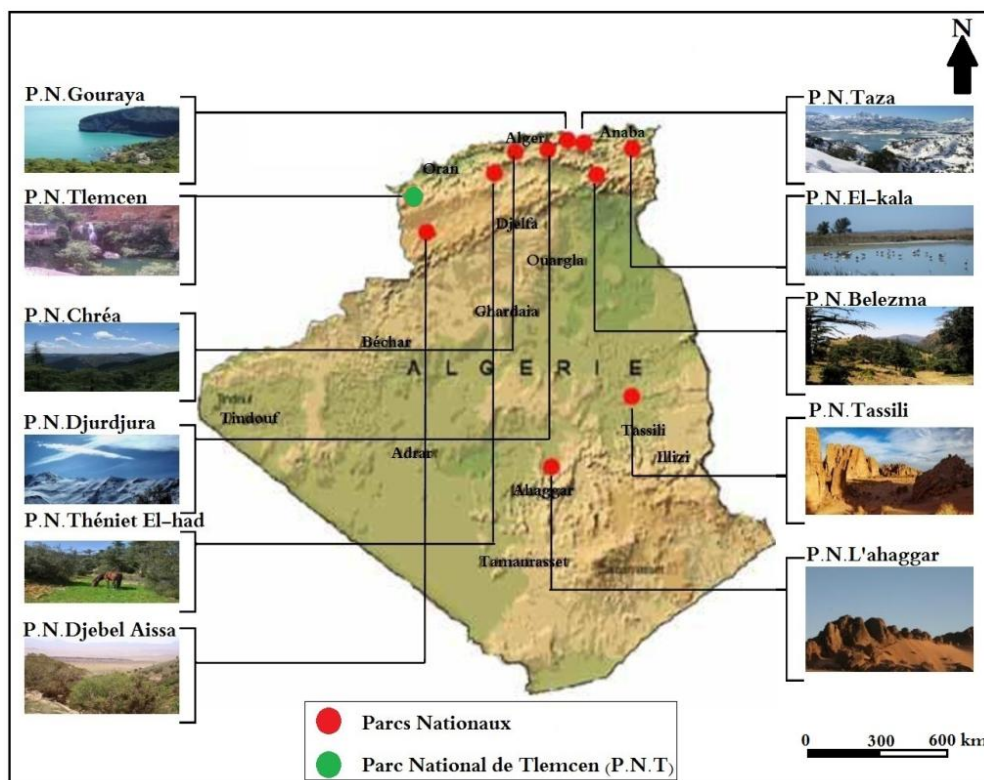 N
P.N.Gouraya
P.N.Tlemcen
P.N.Chréa
P.N.Djurdjura
P.N.Théniet El-had
P.N.Djebel Aissa
P.N.Taza
P.N.El-kala
P.N.Belezma
P.N.Tassili
P.N.L'ahaggar
Alger
Anaba
Oran
Djelfa
Ouargla
Ghardaia
Béchar
ALGERIE
Tindouf
Tindouf
Adrar
Tassili
Illizi
Ahaggar
Tamanrasset
Parcs Nationaux
Parc National de Tlemcen (P.N.T)
0 300 600 km